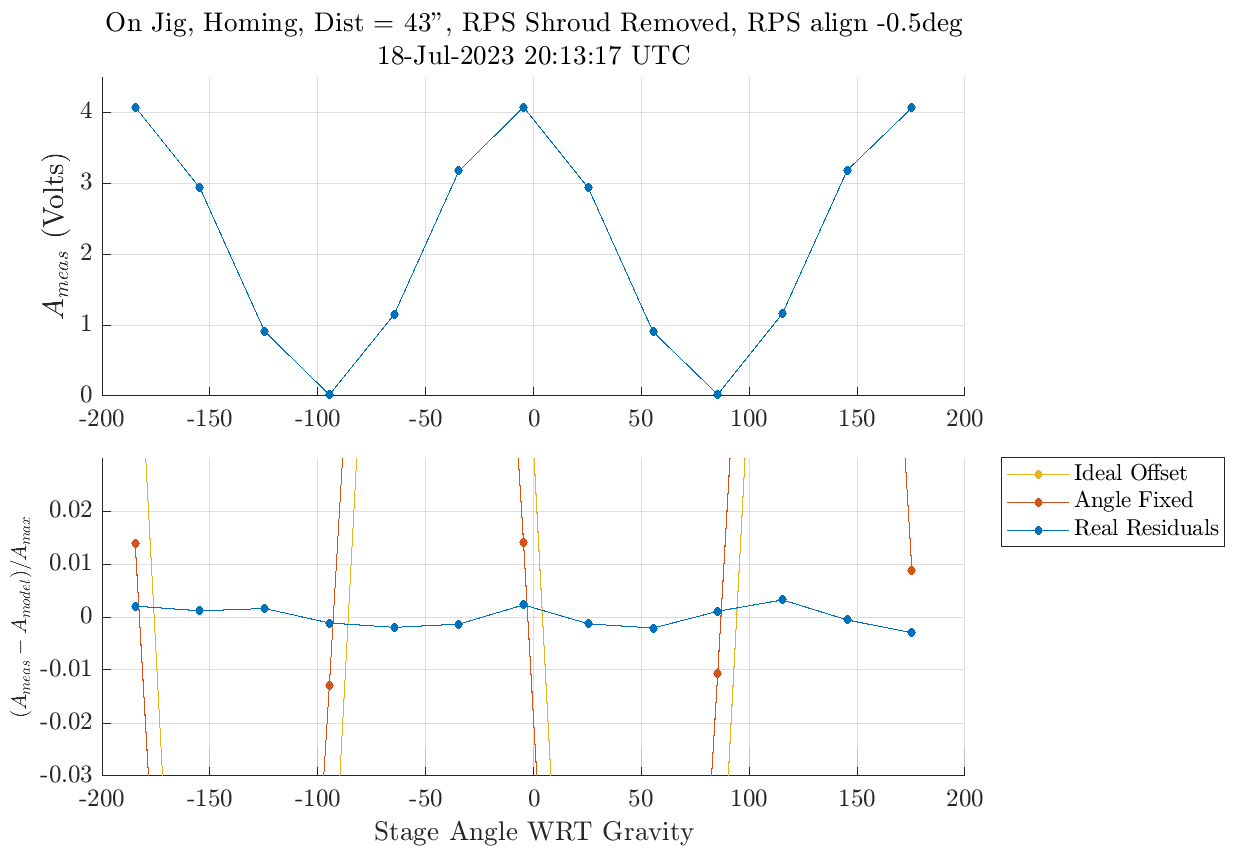 On Jig, Homing, Dist = 43", RPS Shroud Removed, RPS align -0.5deg
18-Jul-2023 20:13:17 UTC
A_meas (Volts)
4
3
2
1
0
-200 -150 -100 -50 0 50 100 150 200
(A_meas − A_model)/A_max
0.02
0.01
0
-0.01
-0.02
-0.03
-200 -150 -100 -50 0 50 100 150 200
Stage Angle WRT Gravity
Ideal Offset
Angle Fixed
Real Residuals